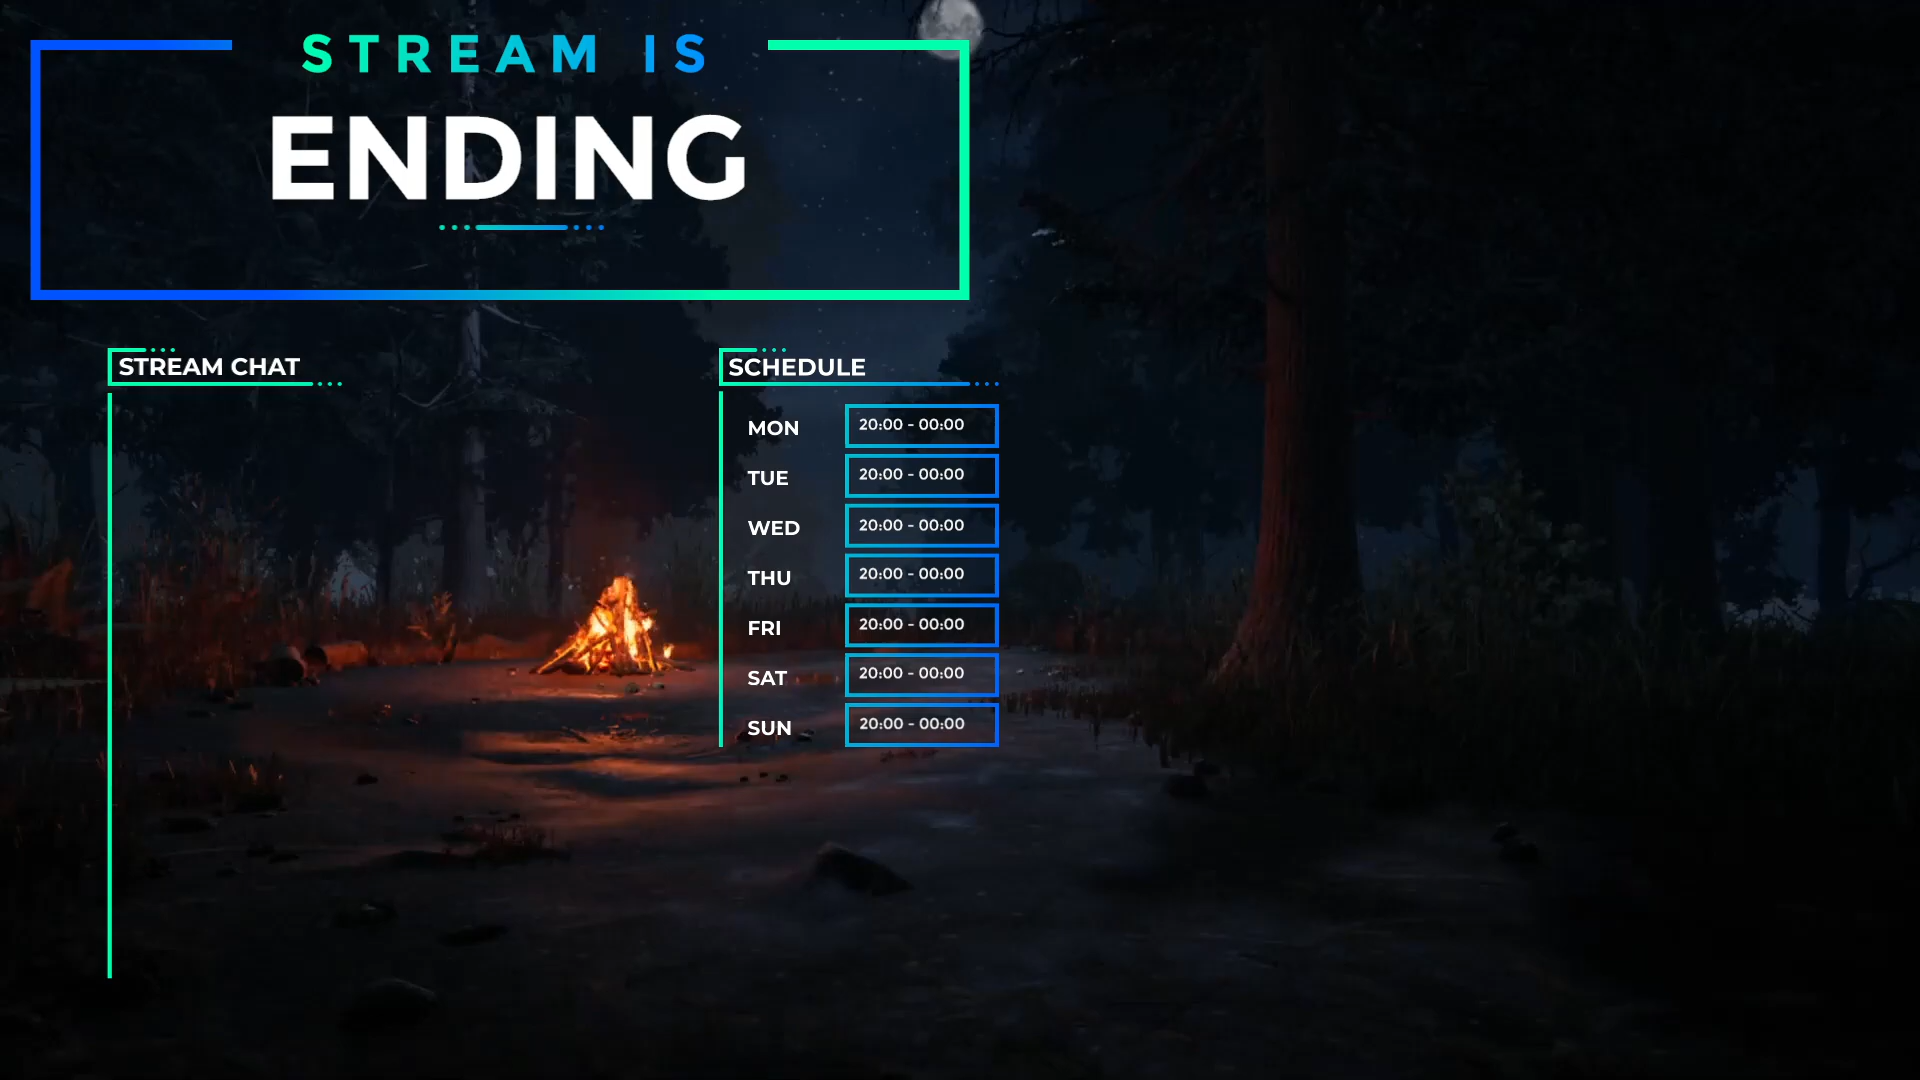 STREAM IS
ENDING
STREAM CHAT
SCHEDULE
MON 20:00 - 00:00
TUE 20:00 - 00:00
WED 20:00 - 00:00
THU 20:00 - 00:00
FRI 20:00 - 00:00
SAT 20:00 - 00:00
SUN 20:00 - 00:00